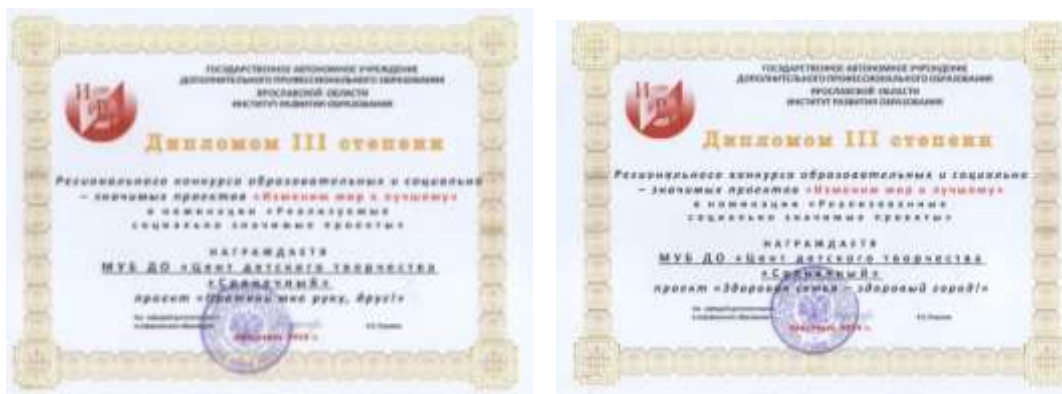 ГОСУДАРСТВЕННОЕ АВТОНОМНОЕ УЧРЕЖДЕНИЕ
ДОПОЛНИТЕЛЬНОГО ПРОФЕССИОНАЛЬНОГО ОБРАЗОВАНИЯ
ЯРОСЛАВСКОЙ ОБЛАСТИ
ИНСТИТУТ РАЗВИТИЯ ОБРАЗОВАНИЯ
Дипломом III степени
Регионального конкурса образовательных и социально
– значимых проектов «Изменим мир к лучшему»
в номинации «Реализуемые
социально значимые проекты»
НАГРАЖДАЕТСЯ
МУБ ДО «Цент детского творчества
«Солнечный»
проект «Протяни мне руку, друг!»
ГОСУДАРСТВЕННОЕ АВТОНОМНОЕ УЧРЕЖДЕНИЕ
ДОПОЛНИТЕЛЬНОГО ПРОФЕССИОНАЛЬНОГО ОБРАЗОВАНИЯ
ЯРОСЛАВСКОЙ ОБЛАСТИ
ИНСТИТУТ РАЗВИТИЯ ОБРАЗОВАНИЯ
Дипломом III степени
Регионального конкурса образовательных и социально
– значимых проектов «Изменим мир к лучшему»
в номинации «Реализованные
социально значимые проекты»
НАГРАЖДАЕТСЯ
МУБ ДО «Цент детского творчества
«Солнечный»
проект «Здоровая семья – здоровый город!»